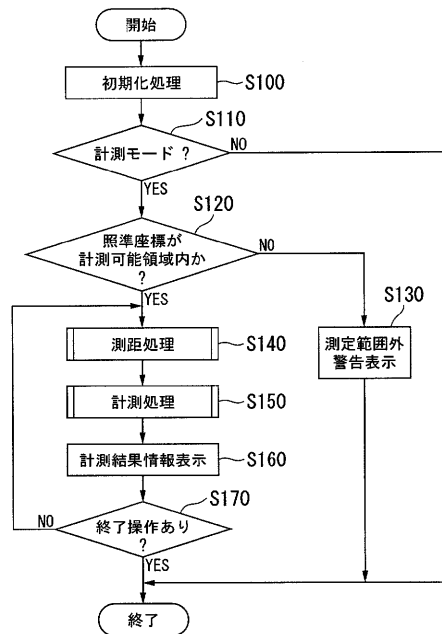 開始
初期化処理
S100
S110
計測モード ?
NO
YES
S120
照準座標が
計測可能領域内か
?
NO
YES
S130
測定範囲外
警告表示
測距処理
S140
計測処理
S150
計測結果情報表示
S160
S170
NO
終了操作あり
?
YES
終了